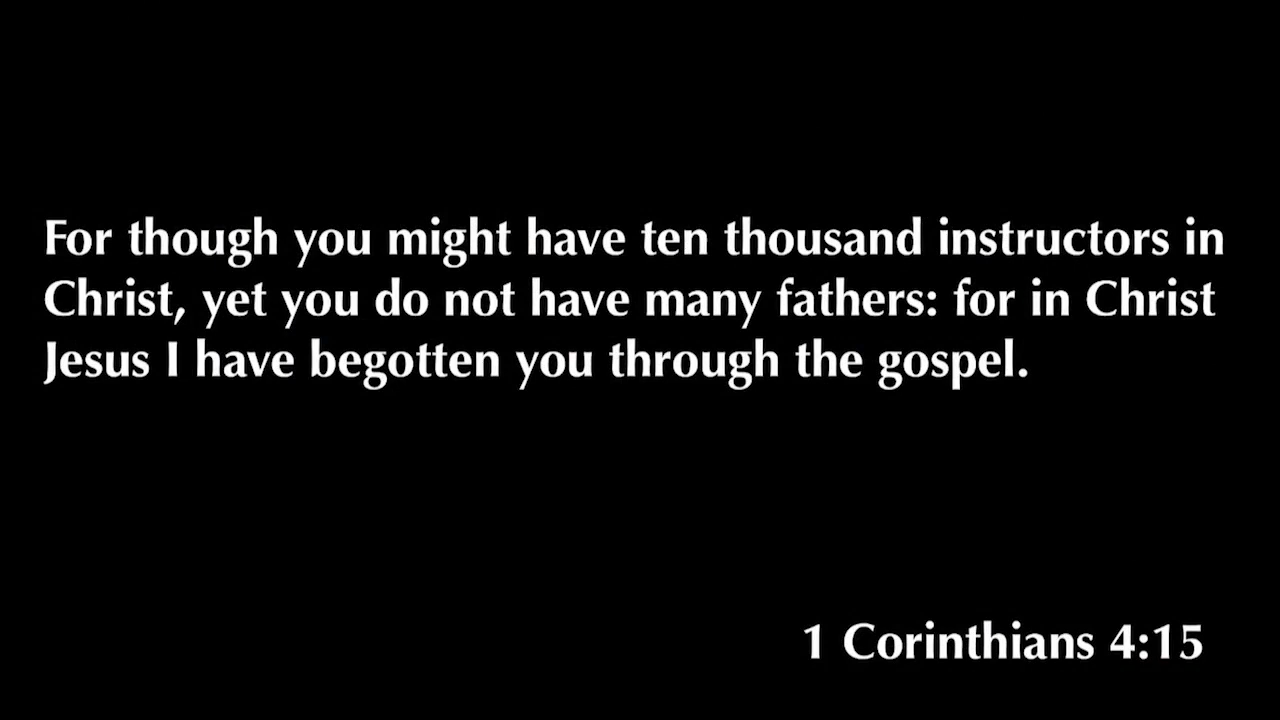 For though you might have ten thousand instructors in
Christ, yet you do not have many fathers: for in Christ
Jesus I have begotten you through the gospel.
1 Corinthians 4:15